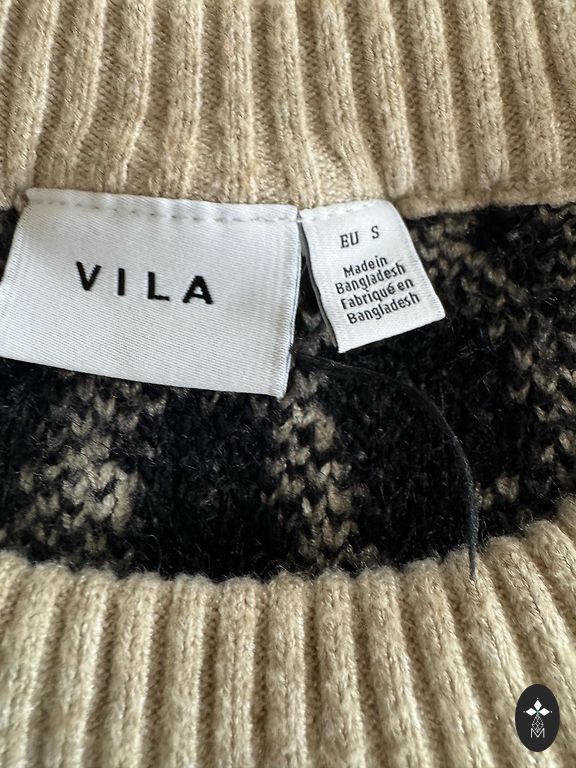 VILA
EU S
Made in
Bangladesh
Fabriqué en
Bangladesh
M